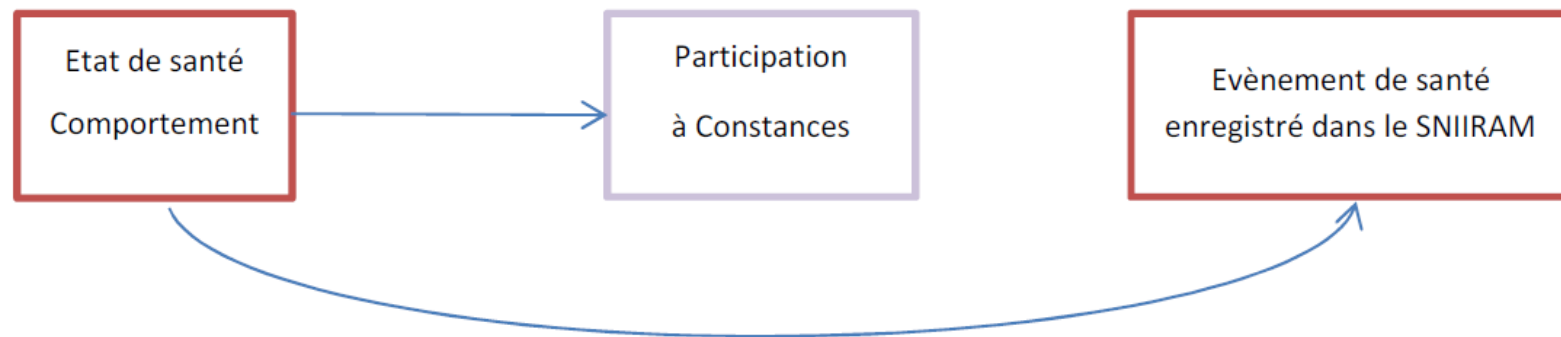 Etat de santé
Comportement
Participation
à Constances
Evènement de santé
enregistré dans le SNIIRAM